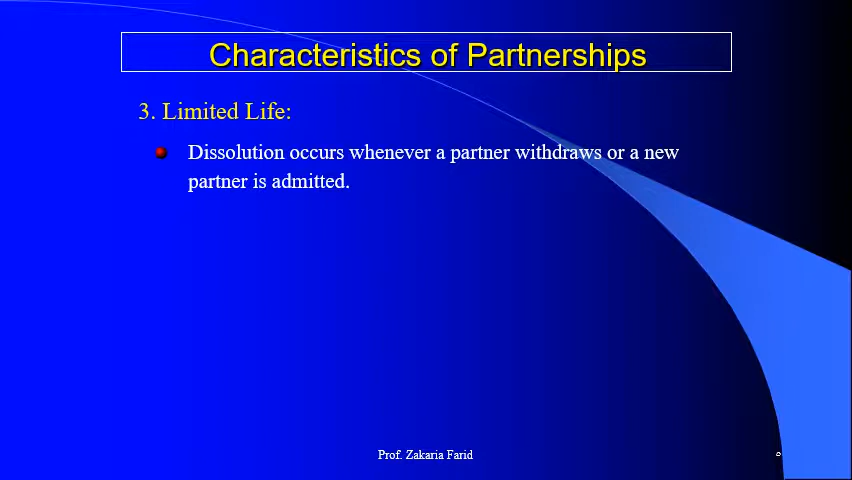 Characteristics of Partnerships
3. Limited Life:
Dissolution occurs whenever a partner withdraws or a new
partner is admitted.
Prof. Zakaria Farid
٥